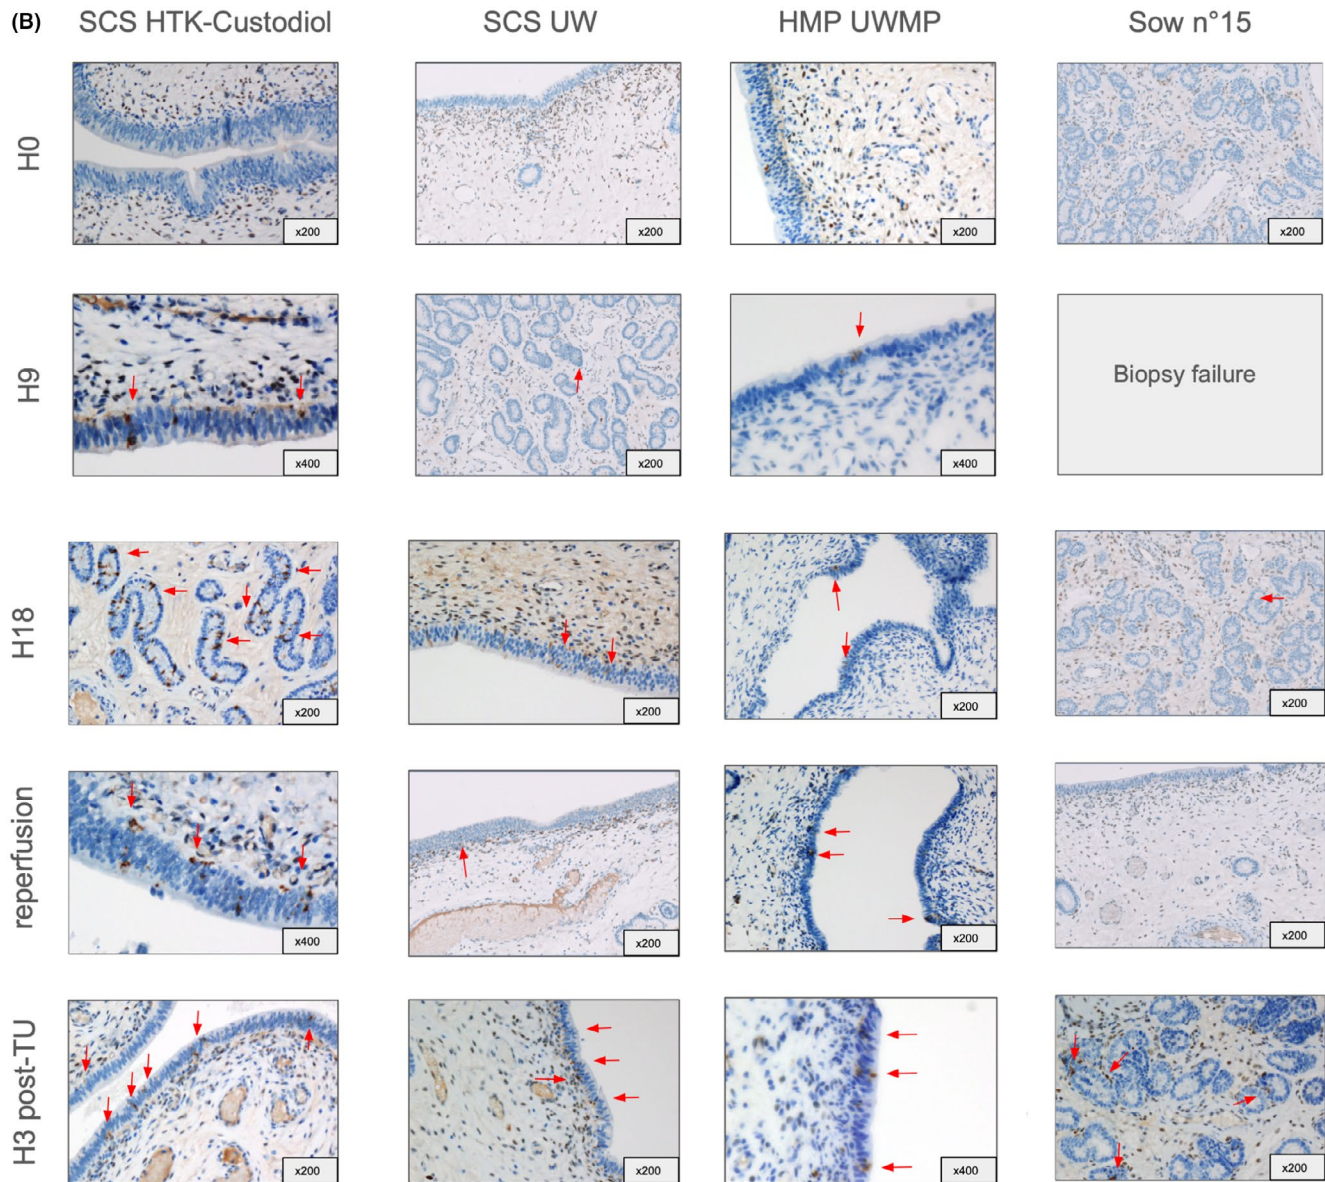 (B) SCS HTK-Custodiol SCS UW HMP UWMP Sow n°15
H0
x200 x200 x200 x200
H9
Biopsy failure
x400 x200 x400
H18
x200 x200 x200 x200
reperfusion
x400 x200 x200 x200
H3 post-TU
x200 x200 x400 x200